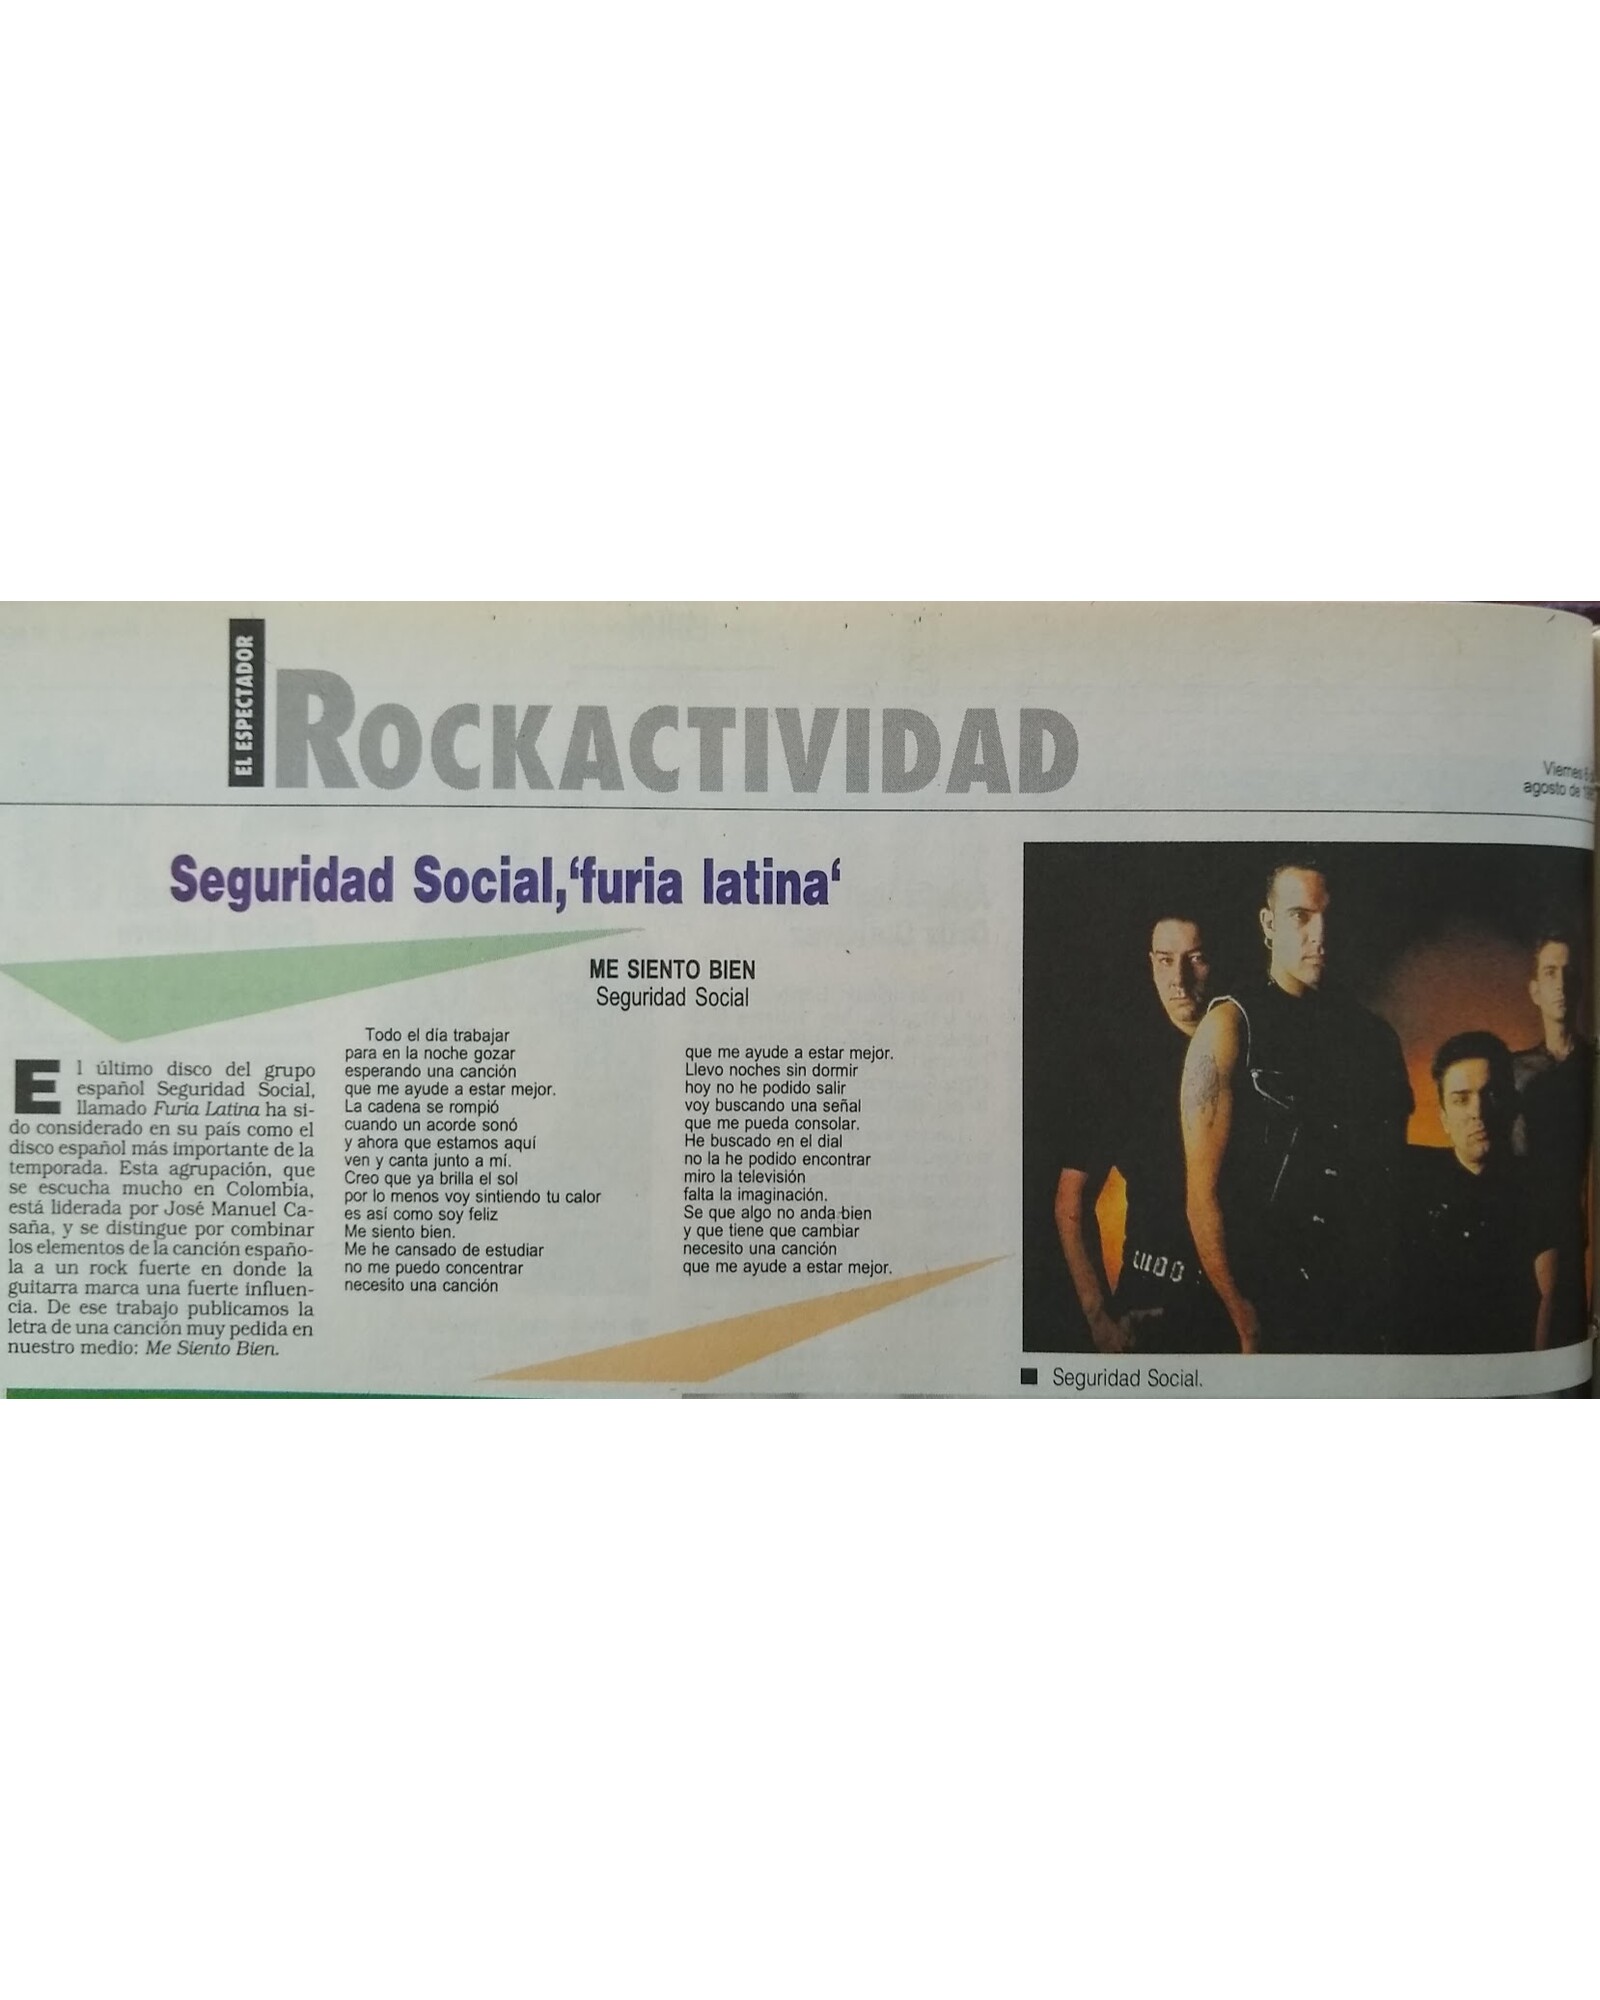 EL ESPECTADOR
ROCKACTIVIDAD
Viernes
agosto de
Seguridad Social,‘furia latina‘
ME SIENTO BIEN
Seguridad Social
El último disco del grupo
español Seguridad Social,
llamado Furia Latina ha si-
do considerado en su país como el
disco español más importante de la
temporada. Esta agrupación, que
se escucha mucho en Colombia,
está liderada por José Manuel Ca-
saña, y se distingue por combinar
los elementos de la canción españo-
la a un rock fuerte en donde la
guitarra marca una fuerte influen-
cia. De ese trabajo publicamos la
letra de una canción muy pedida en
nuestro medio: Me Siento Bien.
Todo el día trabajar
para en la noche gozar
esperando una canción
que me ayude a estar mejor.
La cadena se rompió
cuando un acorde sonó
y ahora que estamos aquí
ven y canta junto a mí.
Creo que ya brilla el sol
por lo menos voy sintiendo tu calor
es así como soy feliz
Me siento bien.
Me he cansado de estudiar
no me puedo concentrar
necesito una canción
que me ayude a estar mejor.
Llevo noches sin dormir
hoy no he podido salir
voy buscando una señal
que me pueda consolar.
He buscado en el dial
no la he podido encontrar
miro la televisión
falta la imaginación.
Se que algo no anda bien
y que tiene que cambiar
necesito una canción
que me ayude a estar mejor.
Seguridad Social.